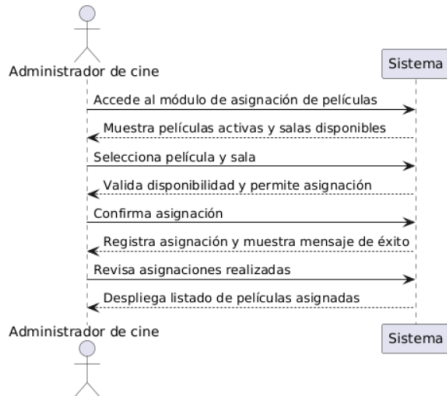 Administrador de cine
Sistema
Accede al módulo de asignación de películas
Muestra películas activas y salas disponibles
Selecciona película y sala
Valida disponibilidad y permite asignación
Confirma asignación
Registra asignación y muestra mensaje de éxito
Revisa asignaciones realizadas
Despliega listado de películas asignadas
Administrador de cine
Sistema